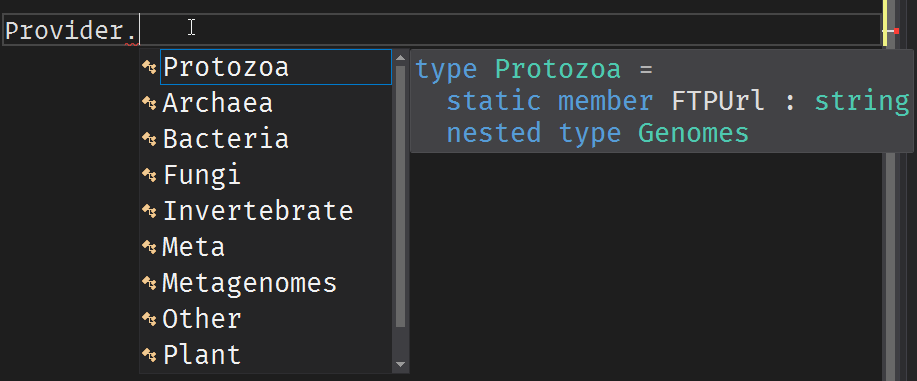 Provider.
Protozoa
Archaea
Bacteria
Fungi
Invertebrate
Meta
Metagenomes
Other
Plant
type Protozoa =
static member FTPUrl : string
nested type Genomes